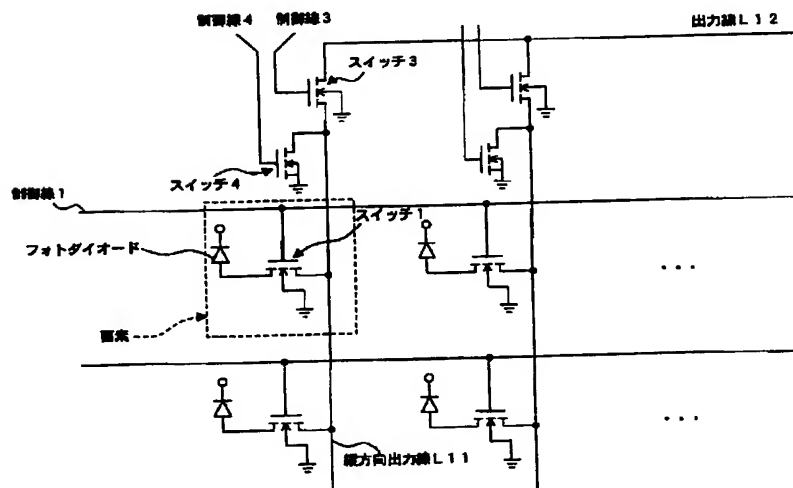 制御線4 制御線3 出力線L12
スイッチ3
スイッチ4
制御線1
スイッチ1
フォトダイオード
...
画素
...
縦方向出力線L11